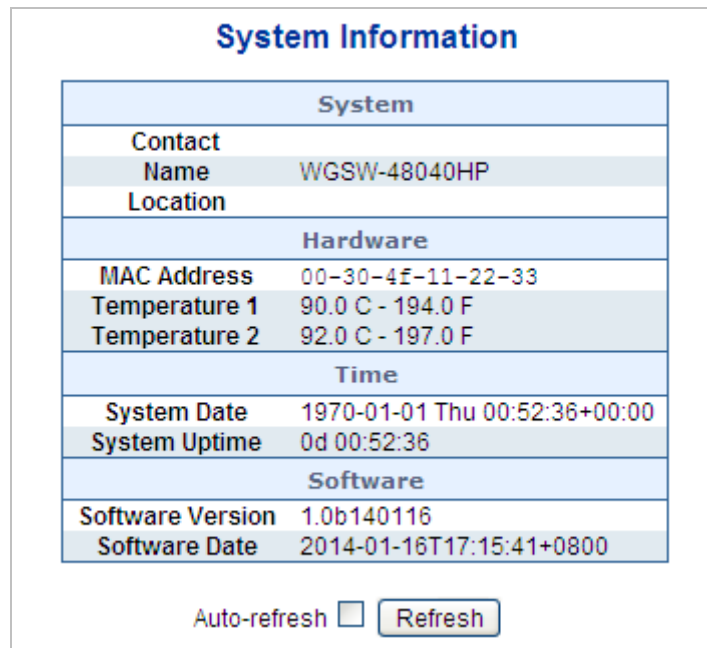 System Information
System
Contact
Name WGSW-48040HP
Location
Hardware
MAC Address 00-30-4f-11-22-33
Temperature 1 90.0 C - 194.0 F
Temperature 2 92.0 C - 197.0 F
Time
System Date 1970-01-01 Thu 00:52:36+00:00
System Uptime 0d 00:52:36
Software
Software Version 1.0b140116
Software Date 2014-01-16T17:15:41+0800
Auto-refresh Refresh